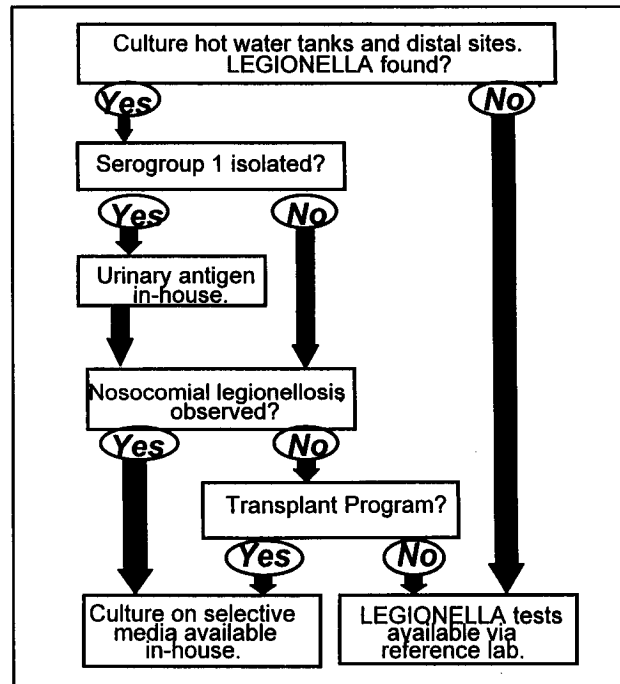 Culture hot water tanks and distal sites.
LEGIONELLA found?
Yes
No
Serogroup 1 isolated?
Yes
No
Urinary antigen
in-house.
Nosocomial legionellosis
observed?
Yes
No
Transplant Program?
Yes
No
Culture on selective
media available
in-house.
LEGIONELLA tests
available via
reference lab.